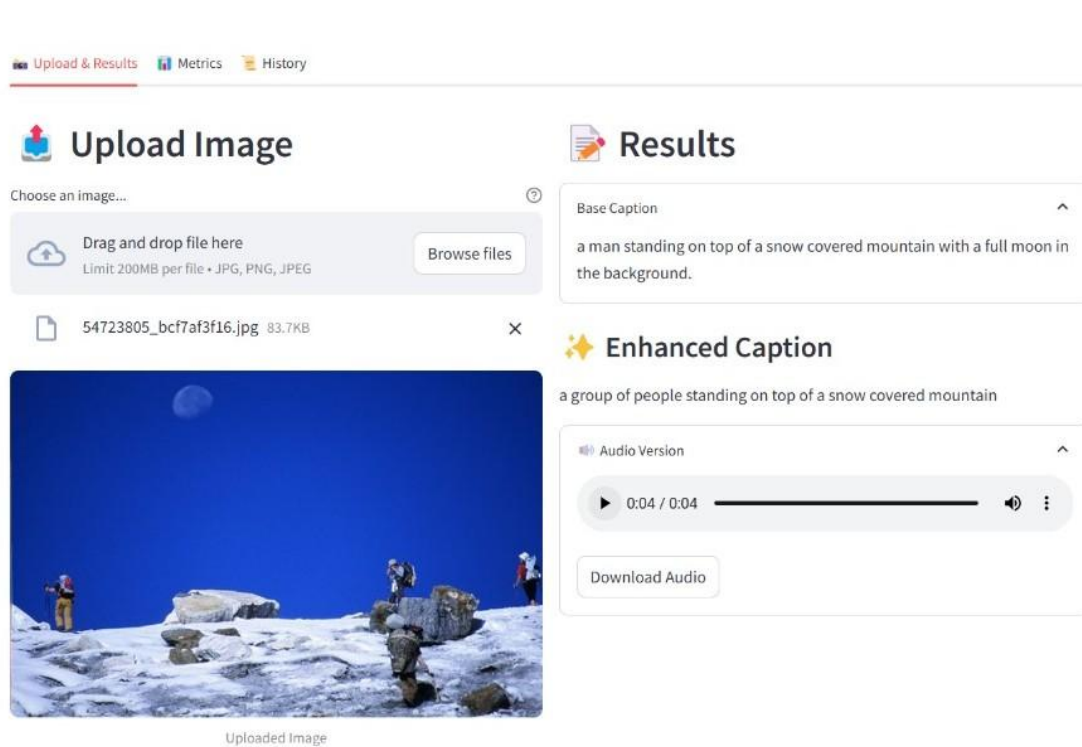 Upload & Results
Metrics
History
Upload Image
Choose an image...
Drag and drop file here
Limit 200MB per file • JPG, PNG, JPEG
Browse files
54723805_bcf7af3f16.jpg 83.7KB
Uploaded Image
Results
Base Caption
a man standing on top of a snow covered mountain with a full moon in
the background.
Enhanced Caption
a group of people standing on top of a snow covered mountain
Audio Version
0:04 / 0:04
Download Audio